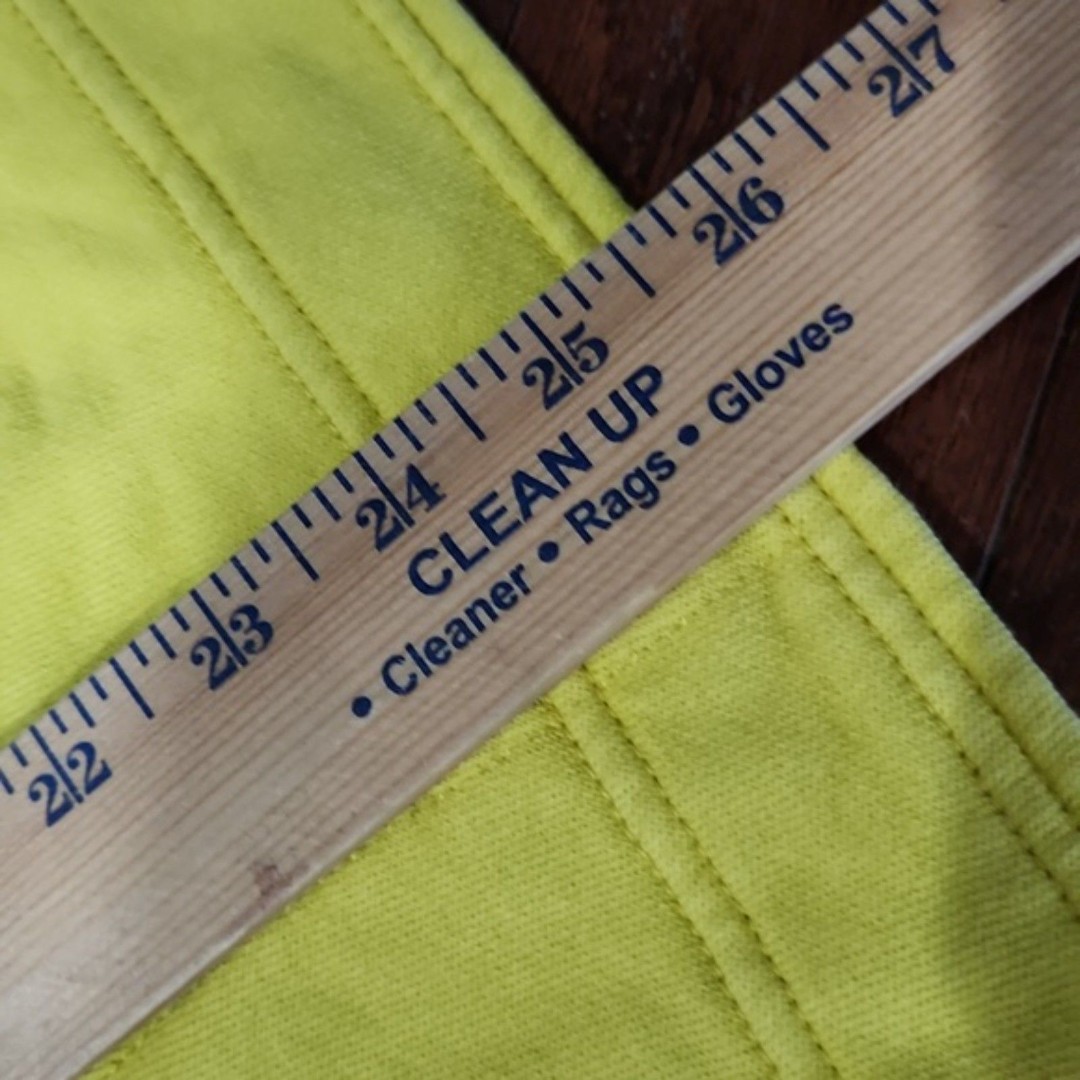 22 23 24 25 26 27
CLEAN UP
• Cleaner • Rags • Gloves